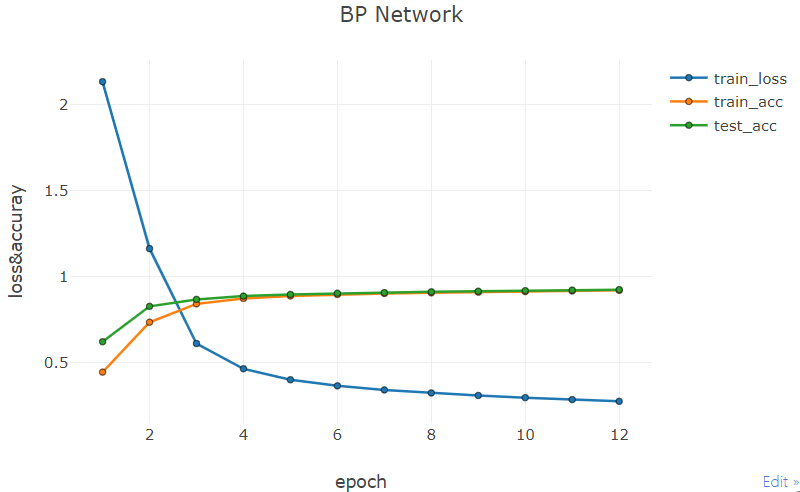 BP Network
train_loss
train_acc
test_acc
loss&accuray
2
1.5
1
0.5
2
4
6
8
10
12
epoch
Edit »